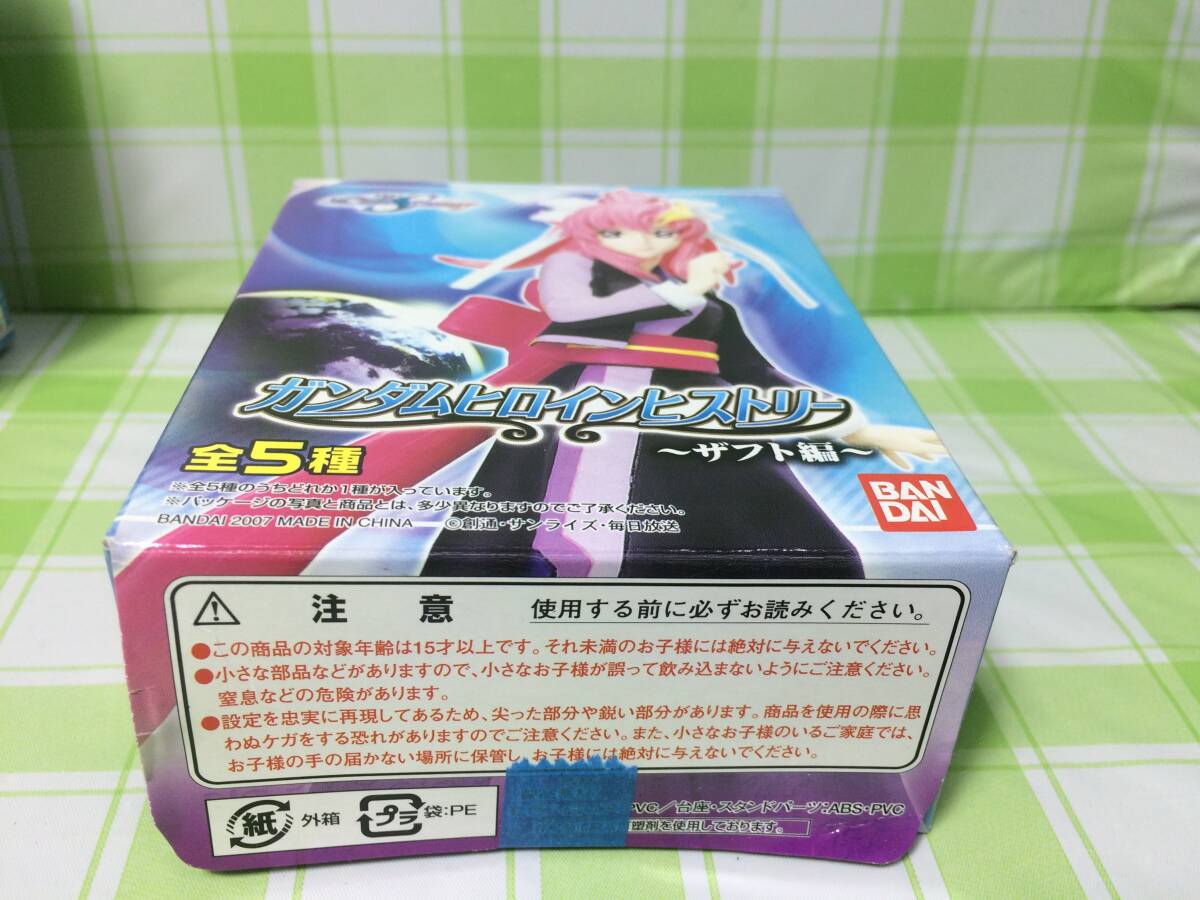 ガンダムヒロインヒストリー
～ザフト編～
全5種
※全5種のうちどれか1種が入っています。
※パッケージの写真と商品とは、多少異なりますのでご了承ください。
BANDAI 2007 MADE IN CHINA ©創通・サンライズ・毎日放送
BAN
DAI
注意 使用する前に必ずお読みください。
●この商品の対象年齢は15才以上です。それ未満のお子様には絶対に与えないでください。
●小さな部品などがありますので、小さなお子様が誤って飲み込まないようにご注意ください。
窒息などの危険があります。
●設定を忠実に再現してあるため、尖った部分や鋭い部分があります。商品を使用の際に思
わぬケガをする恐れがありますのでご注意ください。また、小さなお子様のいるご家庭では、
お子様の手の届かない場所に保管し、お子様には絶対に与えないでください。
紙 外箱 プラ 袋:PE
PVC／台座・スタンドパーツ:ABS・PVC
塑剤を使用しております。